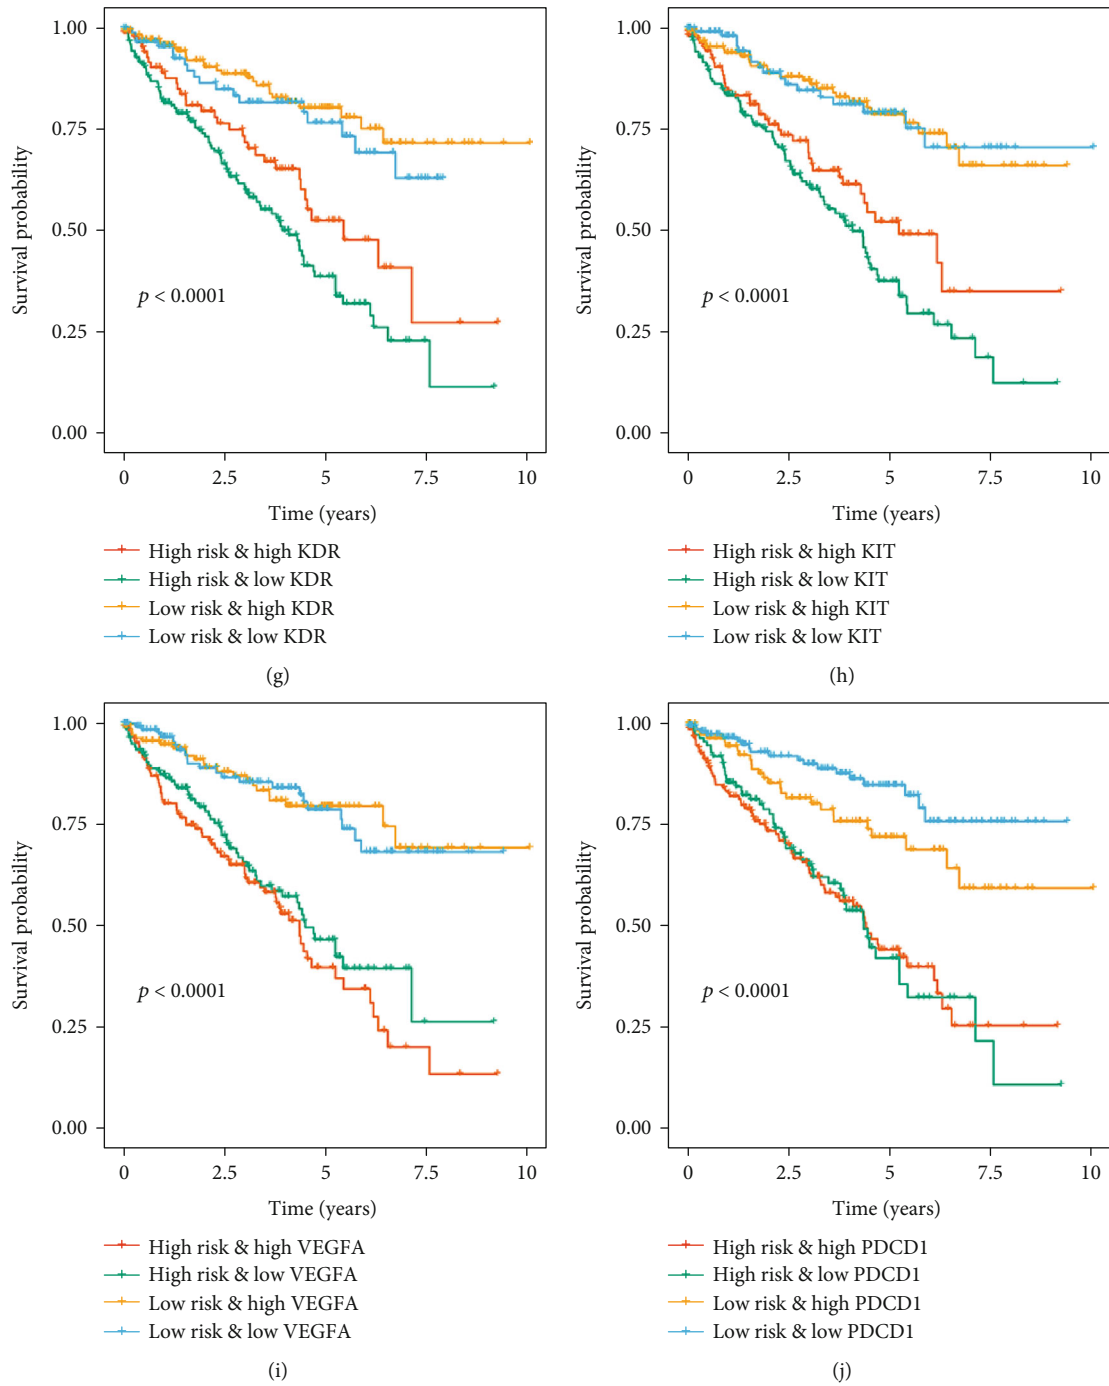 1.00
0.75
0.50
0.25
0.00
Survival probability
p < 0.0001
0 2.5 5 7.5 10
Time (years)
High risk & high KDR
High risk & low KDR
Low risk & high KDR
Low risk & low KDR
(g)
1.00
0.75
0.50
0.25
0.00
Survival probability
p < 0.0001
0 2.5 5 7.5 10
Time (years)
High risk & high KIT
High risk & low KIT
Low risk & high KIT
Low risk & low KIT
(h)
1.00
0.75
0.50
0.25
0.00
Survival probability
p < 0.0001
0 2.5 5 7.5 10
Time (years)
High risk & high VEGFA
High risk & low VEGFA
Low risk & high VEGFA
Low risk & low VEGFA
(i)
1.00
0.75
0.50
0.25
0.00
Survival probability
p < 0.0001
0 2.5 5 7.5 10
Time (years)
High risk & high PDCD1
High risk & low PDCD1
Low risk & high PDCD1
Low risk & low PDCD1
(j)